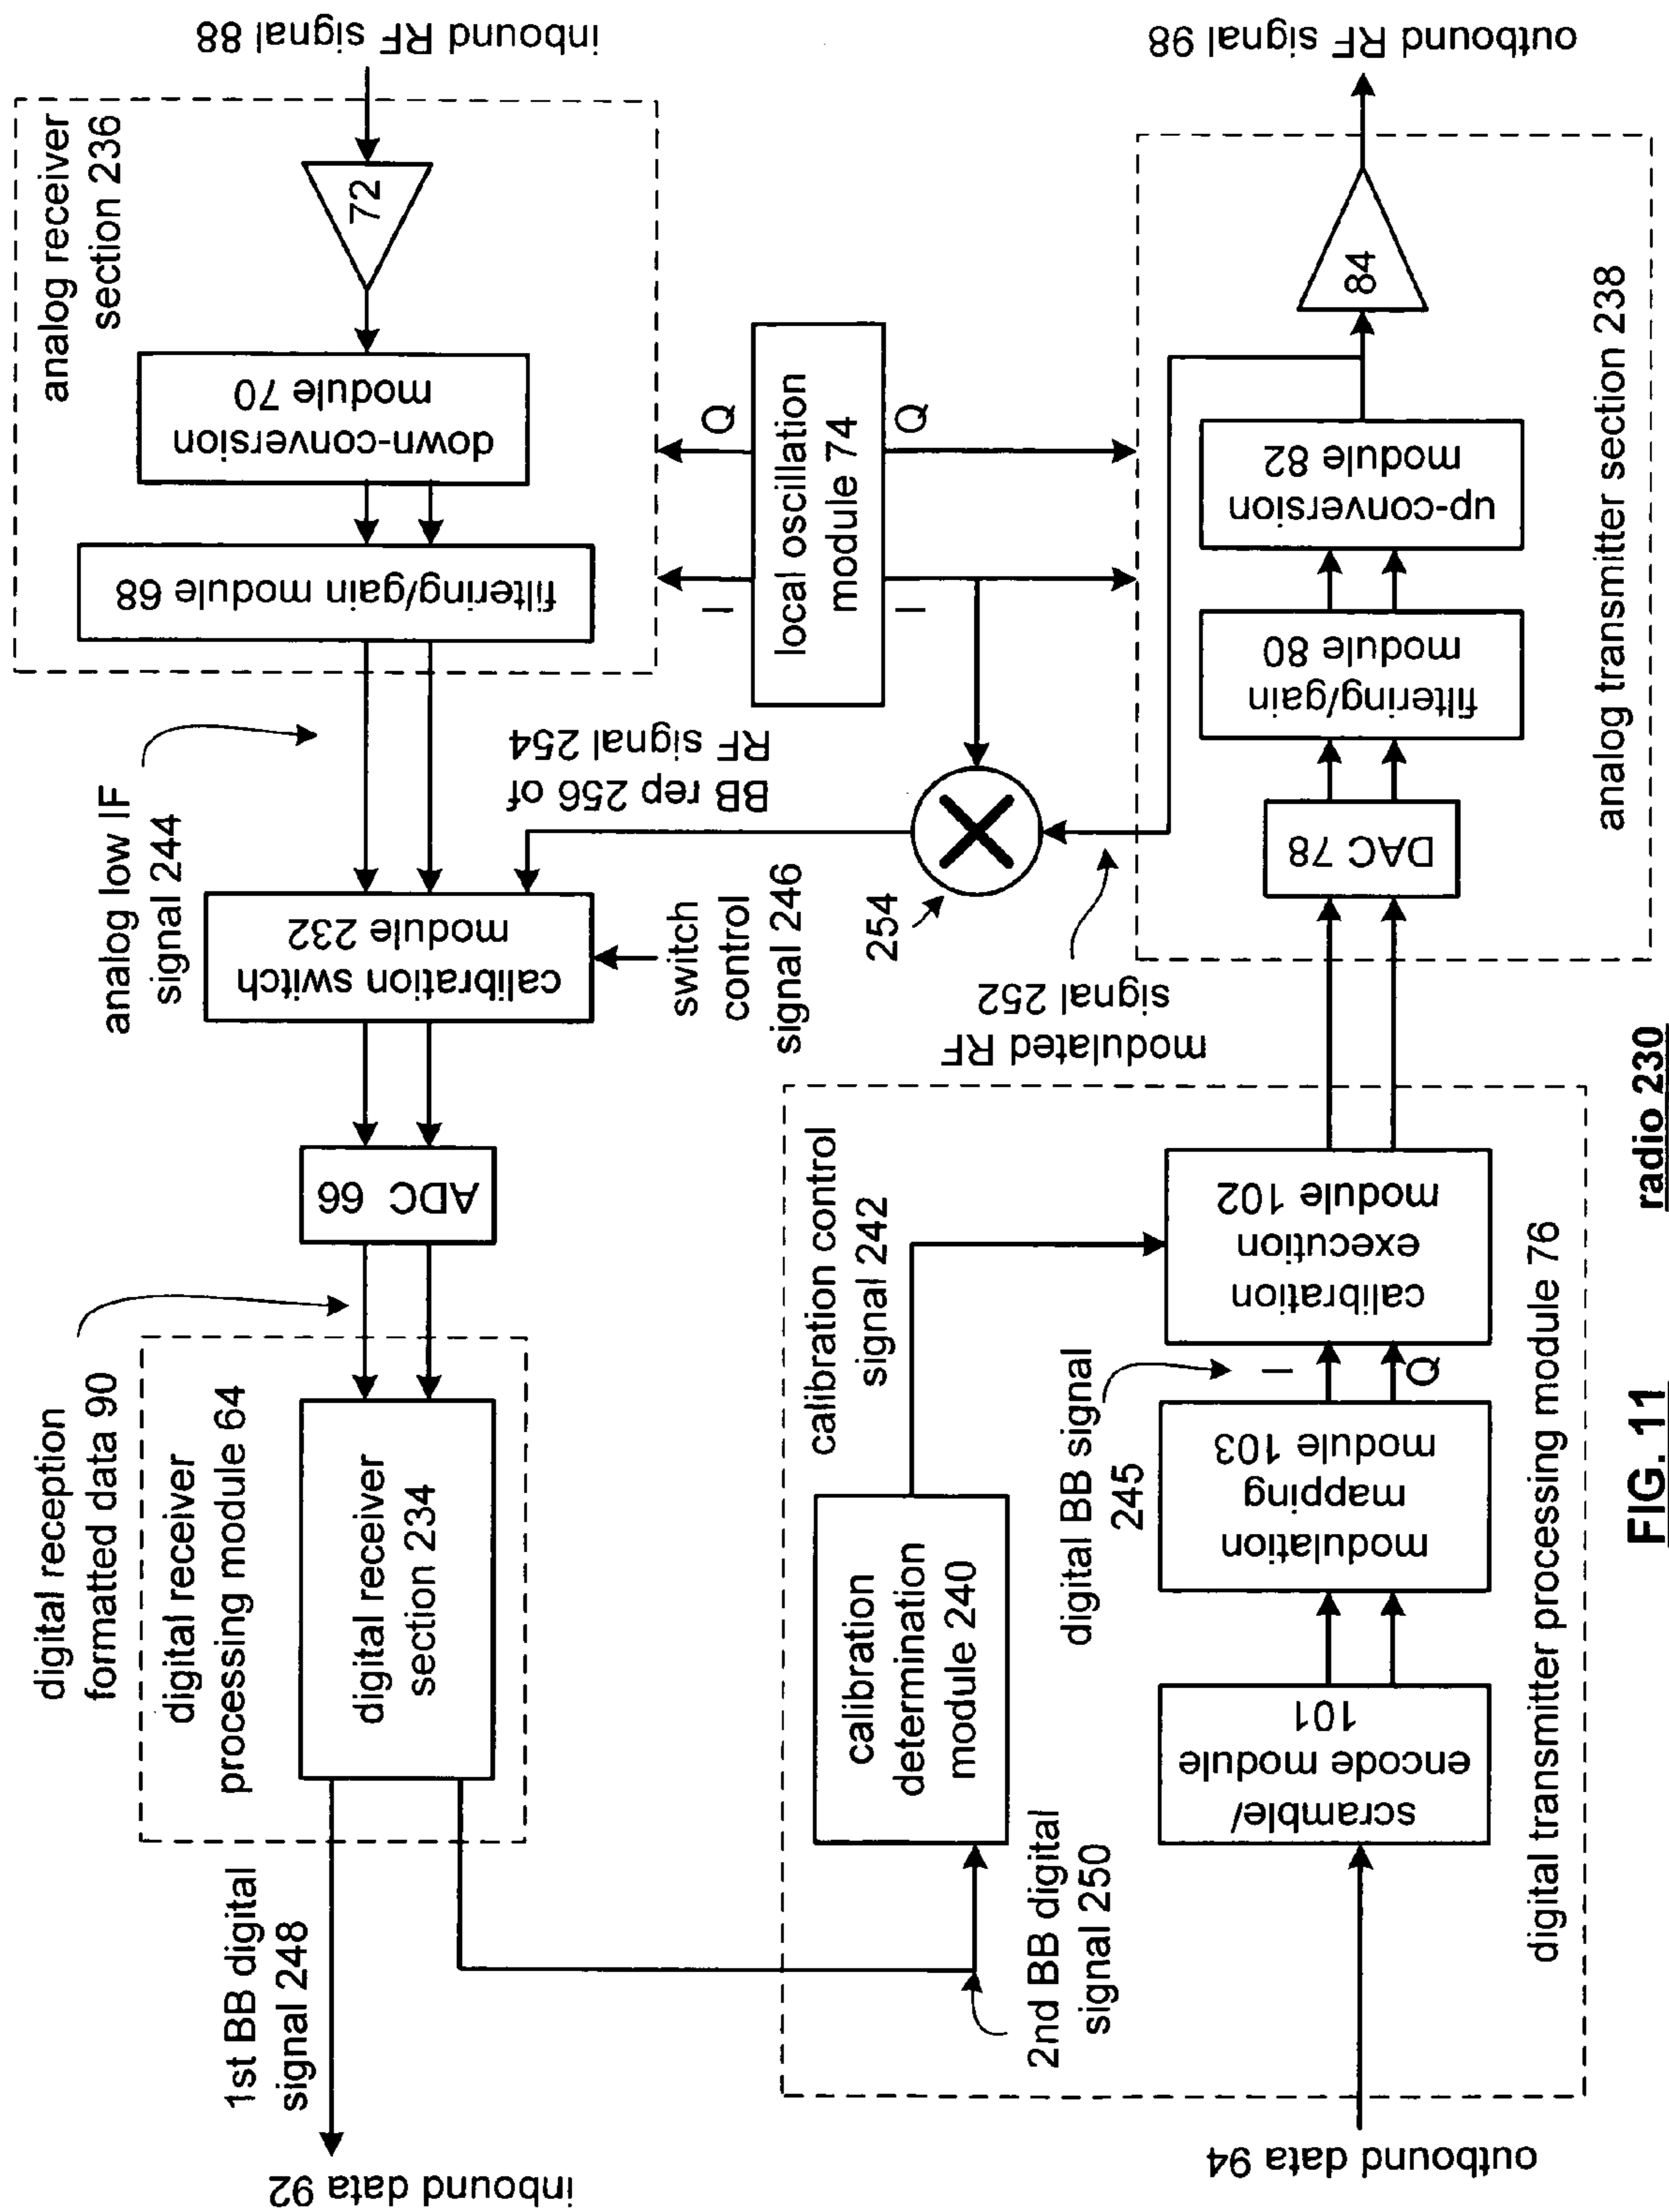 inbound RF signal 88
analog receiver
section 236
72
down-conversion
module 70
filtering/gain module 68
analog low IF
signal 244
calibration switch
module 232
switch
control
signal 246
ADC 66
digital reception
formatted data 90
digital receiver
processing module 64
digital receiver
section 234
1st BB digital
signal 248
inbound data 92
Q
I
local oscillation
module 74
Q
I
BB rep 256 of
RF signal 254
254
modulated RF
signal 252
outbound RF signal 98
84
up-conversion
module 82
filtering/gain
module 80
DAC 78
analog transmitter section 238
calibration control
signal 242
calibration
determination
module 240
2nd BB digital
signal 250
calibration
execution
module 102
digital BB signal
245
I
Q
modulation
mapping
module 103
scramble/
encode module
101
digital transmitter processing module 76
outbound data 94
radio 230
FIG. 11